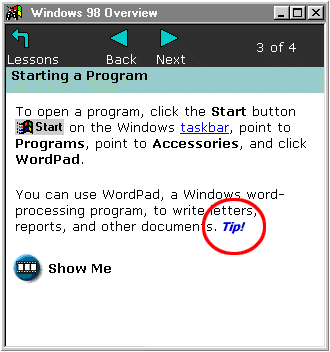 Windows 98 Overview
Lessons Back Next 3 of 4
Starting a Program
To open a program, click the Start button
Start on the Windows taskbar, point to
Programs, point to Accessories, and click
WordPad.
You can use WordPad, a Windows word-
processing program, to write letters,
reports, and other documents. Tip!
Show Me